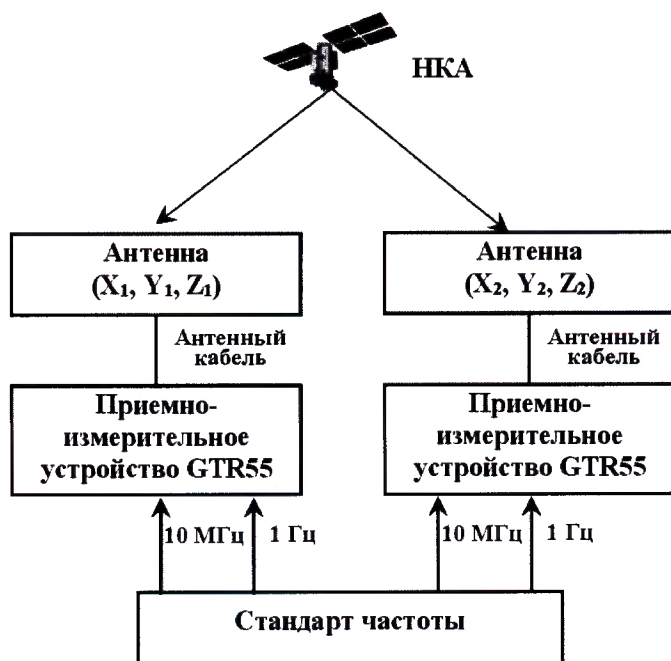 НКА
Антенна
(X₁, Y₁, Z₁)
Антенна
(X₂, Y₂, Z₂)
Антенный
кабель
Антенный
кабель
Приемно-
измерительное
устройство GTR55
Приемно-
измерительное
устройство GTR55
10 МГц
1 Гц
10 МГц
1 Гц
Стандарт частоты